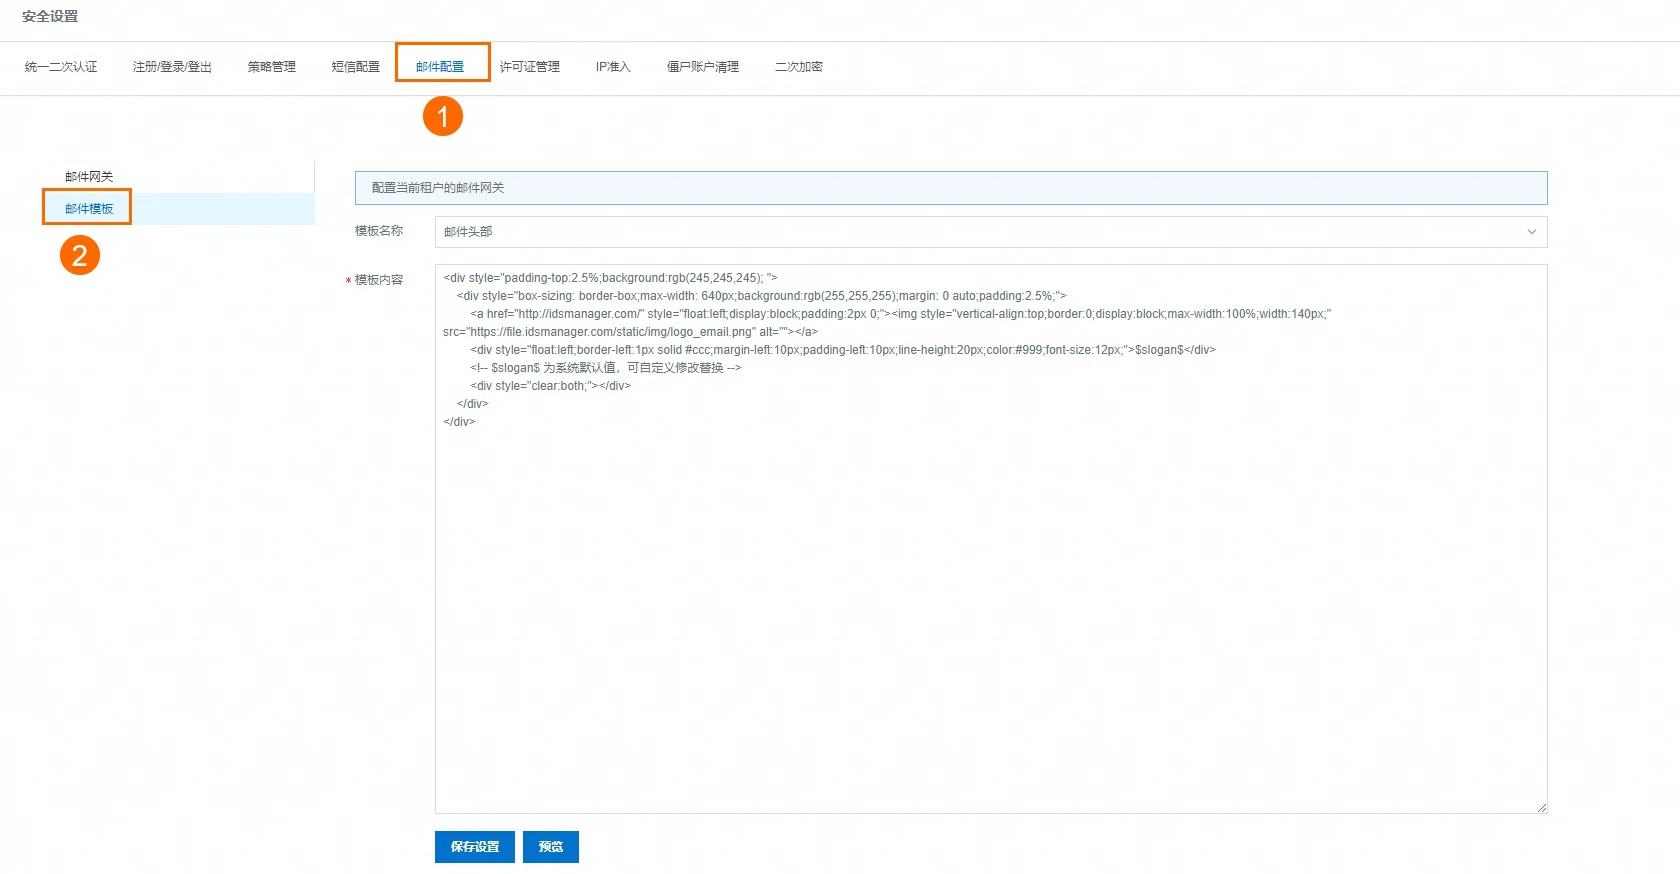 安全设置
统一二次认证 注册/登录/登出 策略管理 短信配置 邮件配置 许可证管理 IP准入 僵尸账户清理 二次加密
1
邮件网关
邮件模板
2
配置当前租户的邮件网关
模板名称 邮件头部
* 模板内容
<div style="padding-top:2.5%;background:rgb(245,245,245); ">
<div style="box-sizing: border-box;max-width: 640px;background:rgb(255,255,255);margin: 0 auto;padding:2.5%;">
<a href="http://idsmanager.com/" style="float:left;display:block;padding:2px 0;"><img style="vertical-align:top;border:0;display:block;max-width:100%;width:140px;"
src="https://file.idsmanager.com/static/img/logo_email.png" alt=""></a>
<div style="float:left;border-left:1px solid #ccc;margin-left:10px;padding-left:10px;line-height:20px;color:#999;font-size:12px;">$slogan$</div>
<!-- $slogan$ 为系统默认值，可自定义修改替换 -->
<div style="clear:both;"></div>
</div>
</div>
保存设置 预览